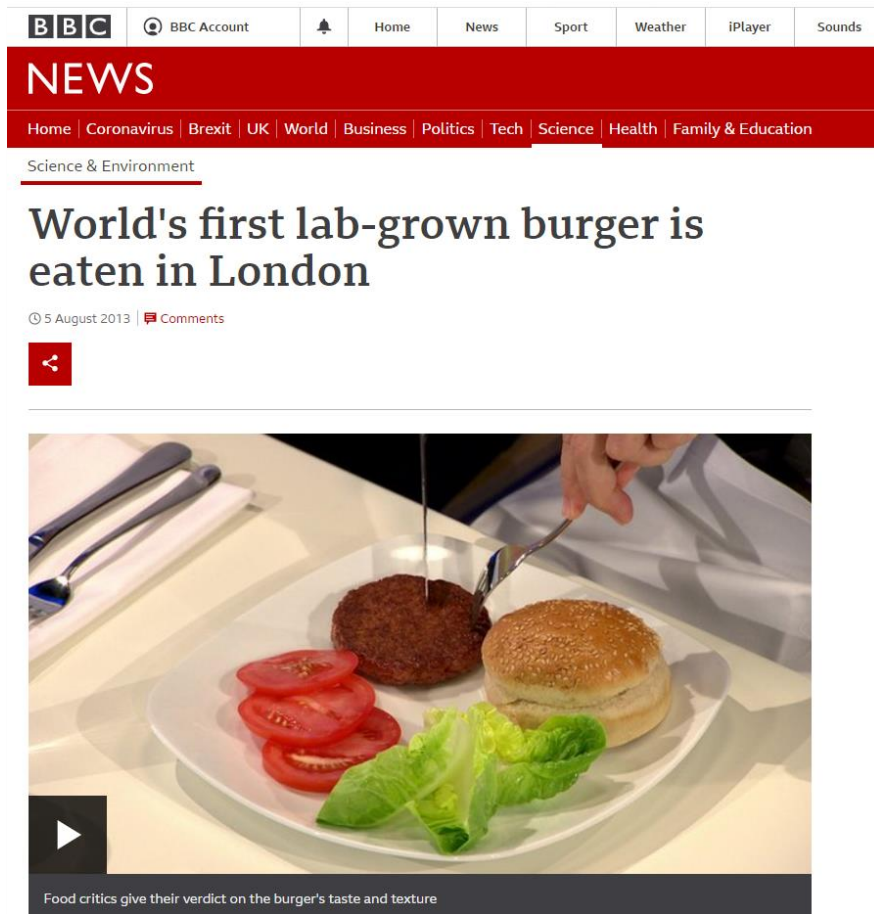 BBC BBC Account Home News Sport Weather iPlayer Sounds
NEWS
Home Coronavirus Brexit UK World Business Politics Tech Science Health Family & Education
Science & Environment
World's first lab-grown burger is
eaten in London
5 August 2013 Comments
Food critics give their verdict on the burger's taste and texture